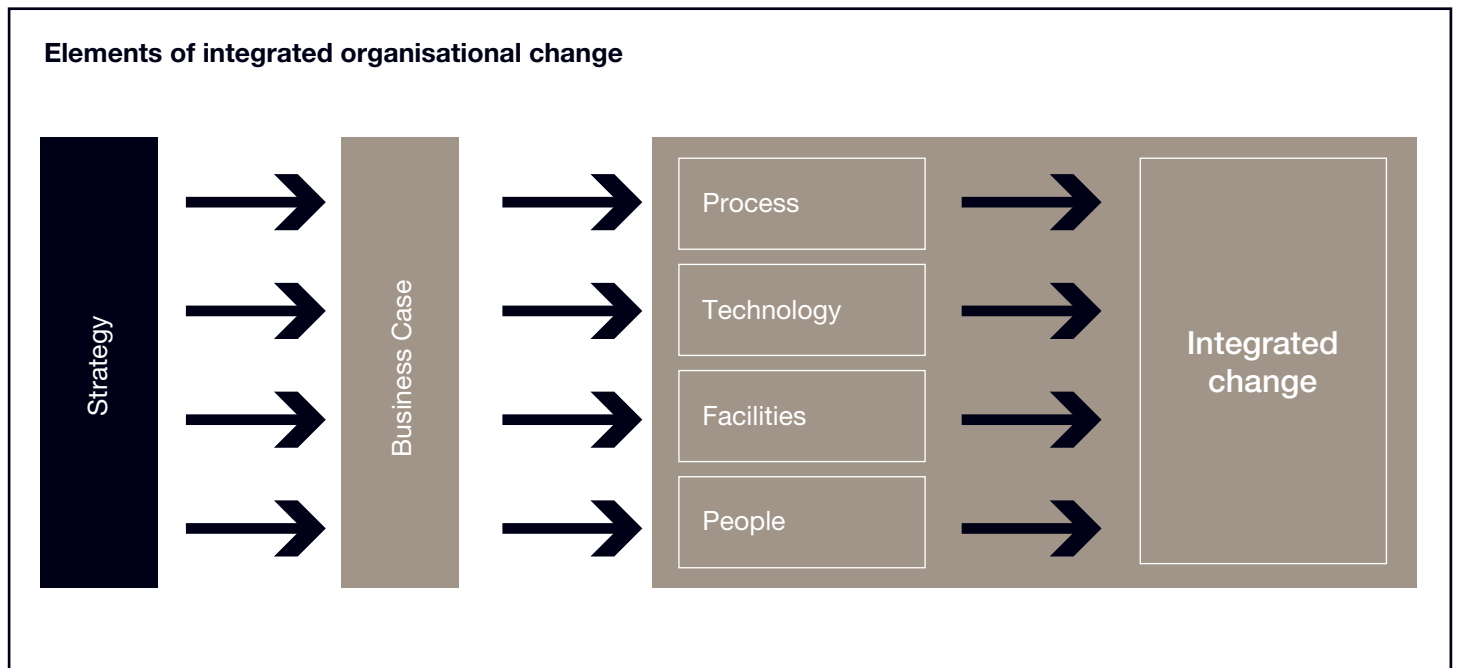 Elements of integrated organisational change
Strategy
Business Case
Process
Technology
Facilities
People
Integrated
change